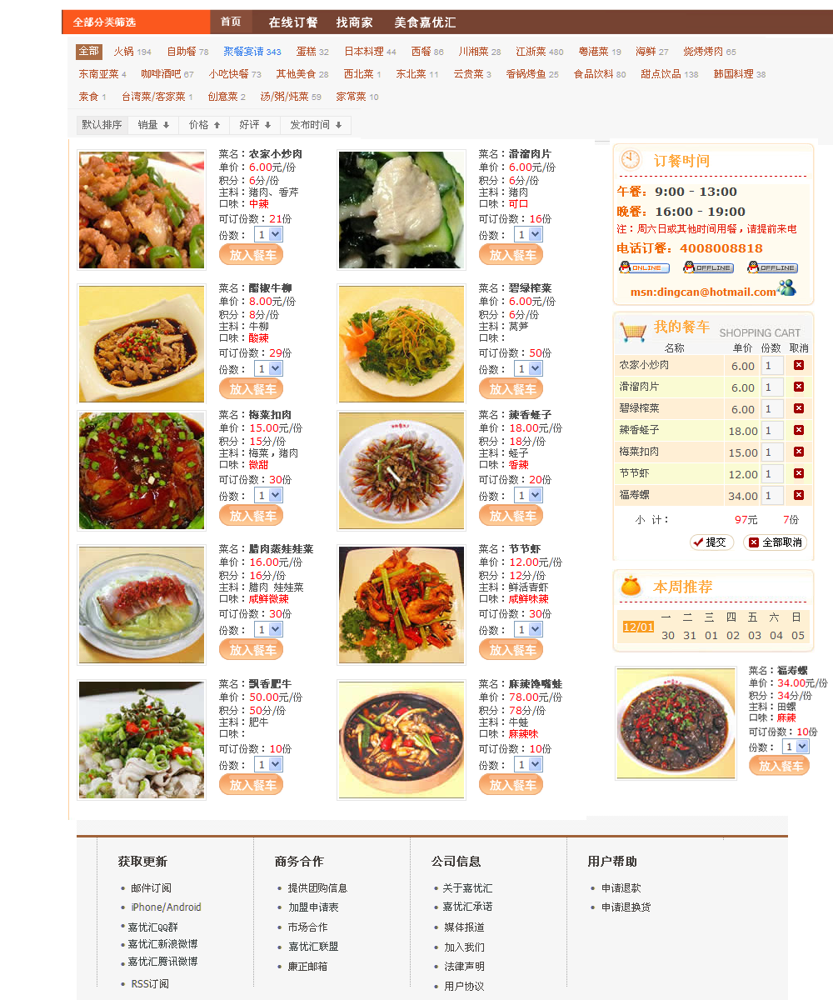 全部分类筛选 首页 在线订餐 找商家 美食嘉优汇
全部 火锅 194 自助餐 78 聚餐宴请 343 蛋糕 32 日本料理 44 西餐 86 川湘菜 28 江浙菜 480 粤港菜 19 海鲜 27 烧烤烤肉 65
东南亚菜 4 咖啡酒吧 67 小吃快餐 73 其他美食 28 西北菜 1 东北菜 11 云贵菜 3 香锅烤鱼 25 食品饮料 80 甜点饮品 138 韩国料理 38
素食 1 台湾菜/客家菜 1 创意菜 2 汤/粥/炖菜 59 家常菜 10
默认排序 销量 价格 好评 发布时间
菜名：农家小炒肉
单价：6.00元/份
积分：6分/份
主料：猪肉、香芹
口味：中辣
可订份数：21份
份数： 1
放入餐车
菜名：滑溜肉片
单价：6.00元/份
积分：6分/份
主料：猪肉
口味：可口
可订份数：16份
份数： 1
放入餐车
菜名：醋椒牛柳
单价：8.00元/份
积分：8分/份
主料：牛柳
口味：酸辣
可订份数：29份
份数： 1
放入餐车
菜名：碧绿榨菜
单价：6.00元/份
积分：6分/份
主料：莴笋
口味：
可订份数：50份
份数： 1
放入餐车
菜名：梅菜扣肉
单价：15.00元/份
积分：15分/份
主料：梅菜，猪肉
口味：微甜
可订份数：30份
份数： 1
放入餐车
菜名：辣香蛏子
单价：18.00元/份
积分：18分/份
主料：蛏子
口味：香辣
可订份数：20份
份数： 1
放入餐车
菜名：腊肉蒸娃娃菜
单价：16.00元/份
积分：16分/份
主料：腊肉 娃娃菜
口味：咸鲜微辣
可订份数：30份
份数： 1
放入餐车
菜名：节节虾
单价：12.00元/份
积分：12分/份
主料：鲜活青虾
口味：咸鲜味辣
可订份数：30份
份数： 1
放入餐车
菜名：飘香肥牛
单价：50.00元/份
积分：50分/份
主料：肥牛
口味：
可订份数：10份
份数： 1
放入餐车
菜名：麻辣馋嘴蛙
单价：78.00元/份
积分：78分/份
主料：牛蛙
口味：麻辣味
可订份数：10份
份数： 1
放入餐车
订餐时间
午餐：9:00 - 13:00
晚餐：16:00 - 19:00
注：周六日或其他时间用餐，请提前来电
电话订餐：4008008818
ONLINE OFFLINE OFFLINE
msn:dingcan@hotmail.com
我的餐车 SHOPPING CART
名称 单价 份数 取消
农家小炒肉 6.00 1
滑溜肉片 6.00 1
碧绿榨菜 6.00 1
辣香蛏子 18.00 1
梅菜扣肉 15.00 1
节节虾 12.00 1
福寿螺 34.00 1
小 计： 97元 7份
提交 全部取消
本周推荐
12/01 一 二 三 四 五 六 日
30 31 01 02 03 04 05
菜名：福寿螺
单价：34.00元/份
积分：34分/份
主料：田螺
口味：麻辣
可订份数：10份
份数： 1
放入餐车
获取更新
邮件订阅
iPhone/Android
嘉优汇QQ群
嘉优汇新浪微博
嘉优汇腾讯微博
RSS订阅
商务合作
提供团购信息
加盟申请表
市场合作
嘉优汇联盟
廉正邮箱
公司信息
关于嘉优汇
嘉优汇承诺
媒体报道
加入我们
法律声明
用户协议
用户帮助
申请退款
申请退换货